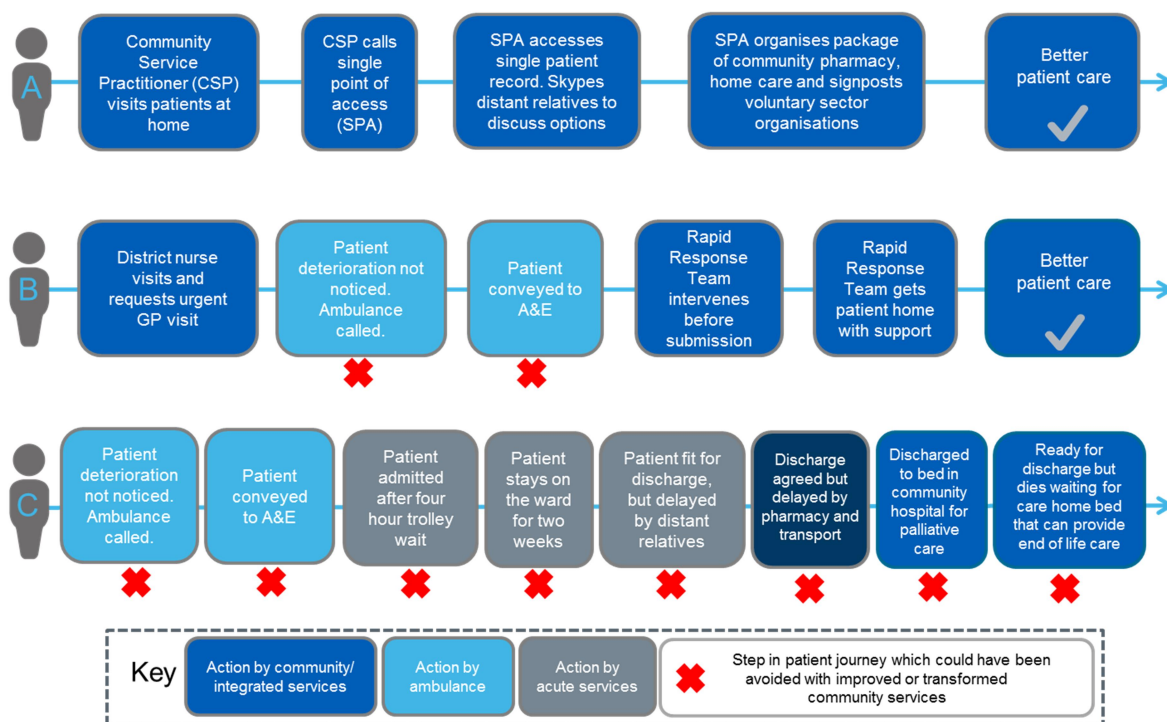 A
Community
Service
Practitioner (CSP)
visits patients at
home
CSP calls
single
point of
access
(SPA)
SPA accesses
single patient
record. Skypes
distant relatives to
discuss options
SPA organises package
of community pharmacy,
home care and signposts
voluntary sector
organisations
Better
patient care
B
District nurse
visits and
requests urgent
GP visit
Patient
deterioration not
noticed.
Ambulance
called.
Patient
conveyed to
A&E
Rapid
Response
Team
intervenes
before
submission
Rapid
Response
Team gets
patient home
with support
Better
patient care
C
Patient
deterioration
not noticed.
Ambulance
called.
Patient
conveyed
to A&E
Patient
admitted
after four
hour trolley
wait
Patient
stays on
the ward
for two
weeks
Patient fit for
discharge,
but delayed
by distant
relatives
Discharge
agreed but
delayed by
pharmacy and
transport
Discharged
to bed in
community
hospital for
palliative
care
Ready for
discharge but
dies waiting for
care home bed
that can provide
end of life care
Key
Action by community/
integrated services
Action by
ambulance
Action by
acute services
Step in patient journey which could have been
avoided with improved or transformed
community services